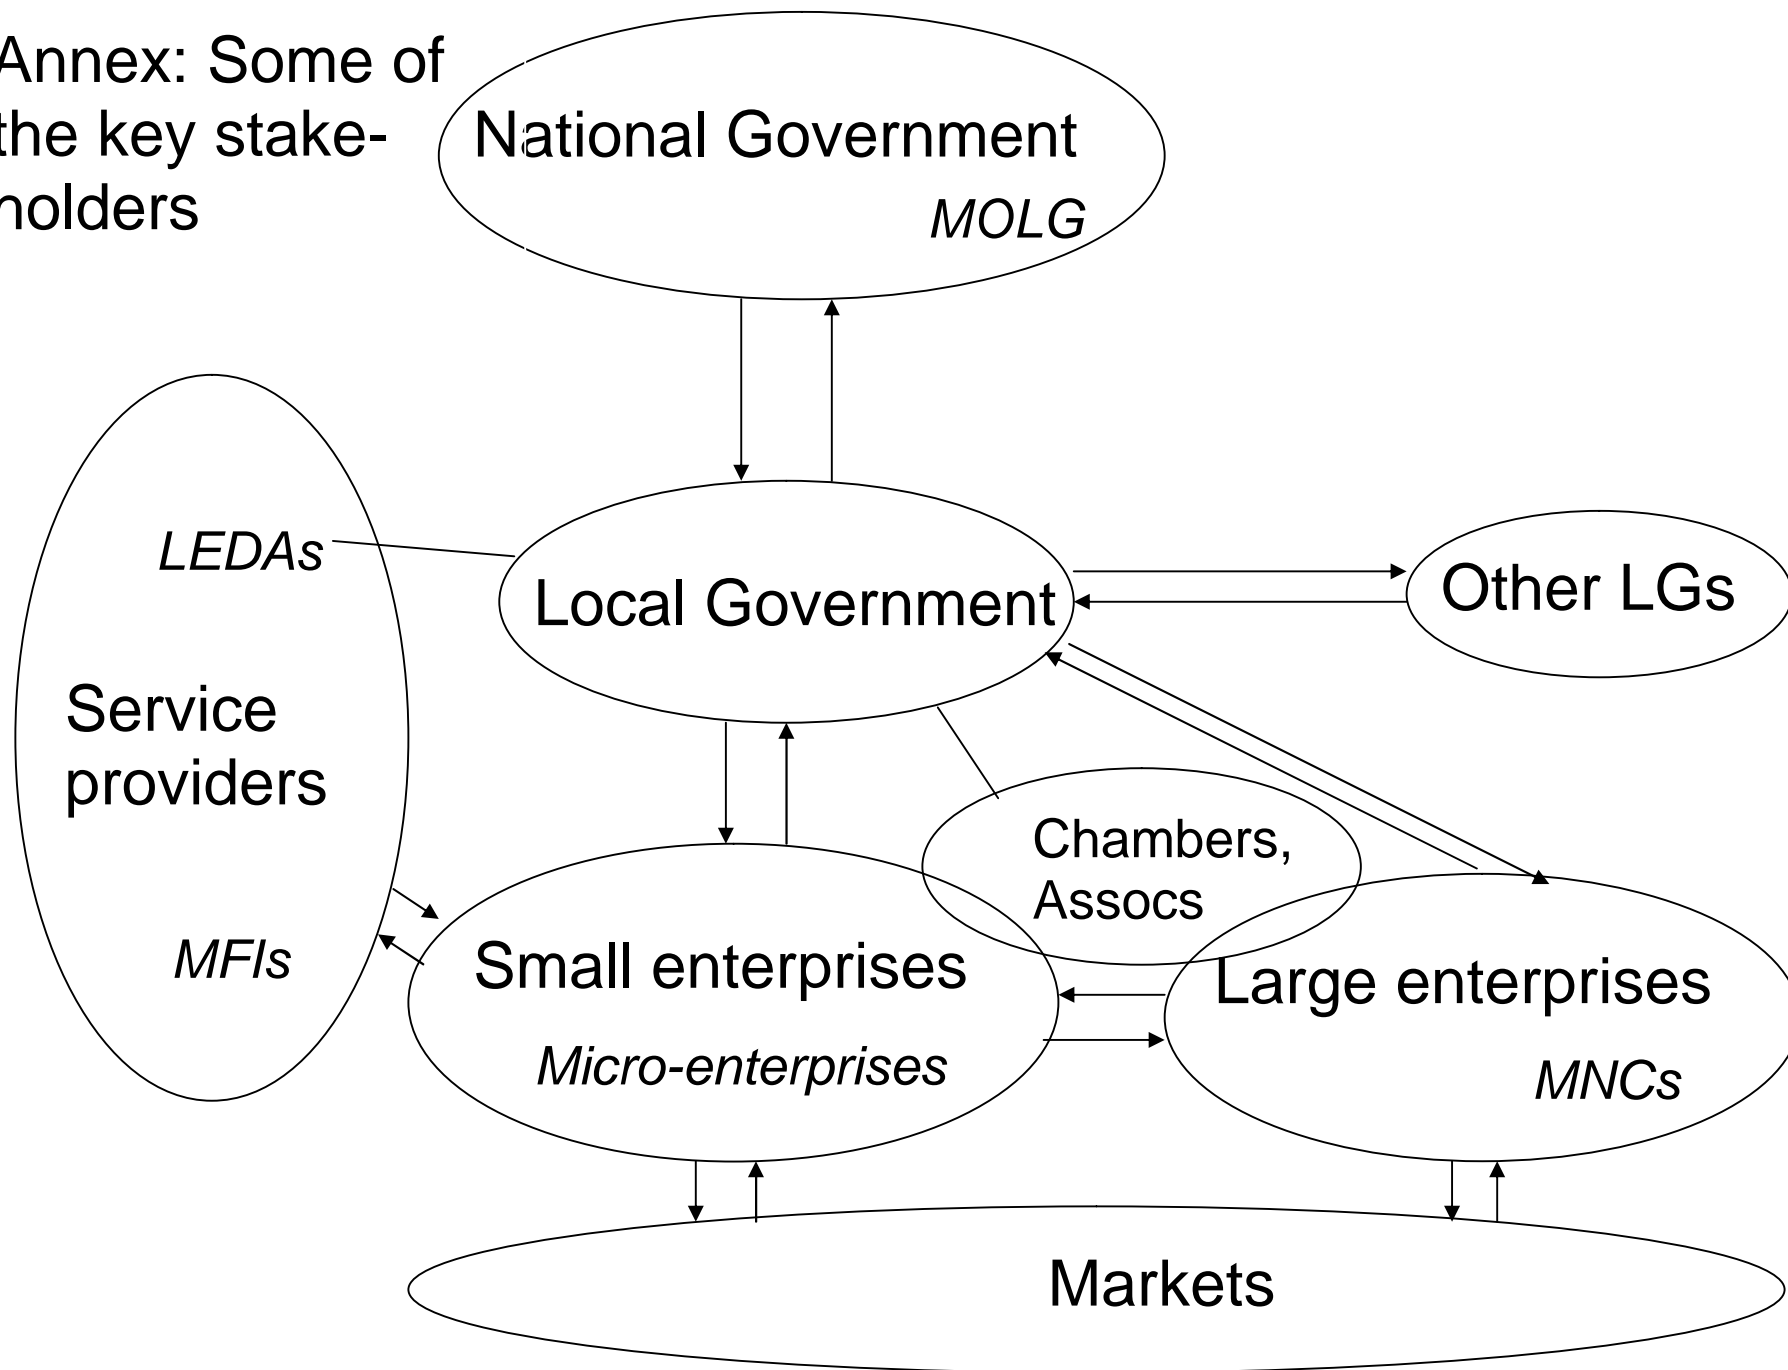 Annex: Some of
the key stake-
holders
National Government
MOLG
LEDAs
Local Government
Other LGs
Service
providers
Chambers,
Assocs
MFIs
Small enterprises
Large enterprises
Micro-enterprises
MNCs
Markets